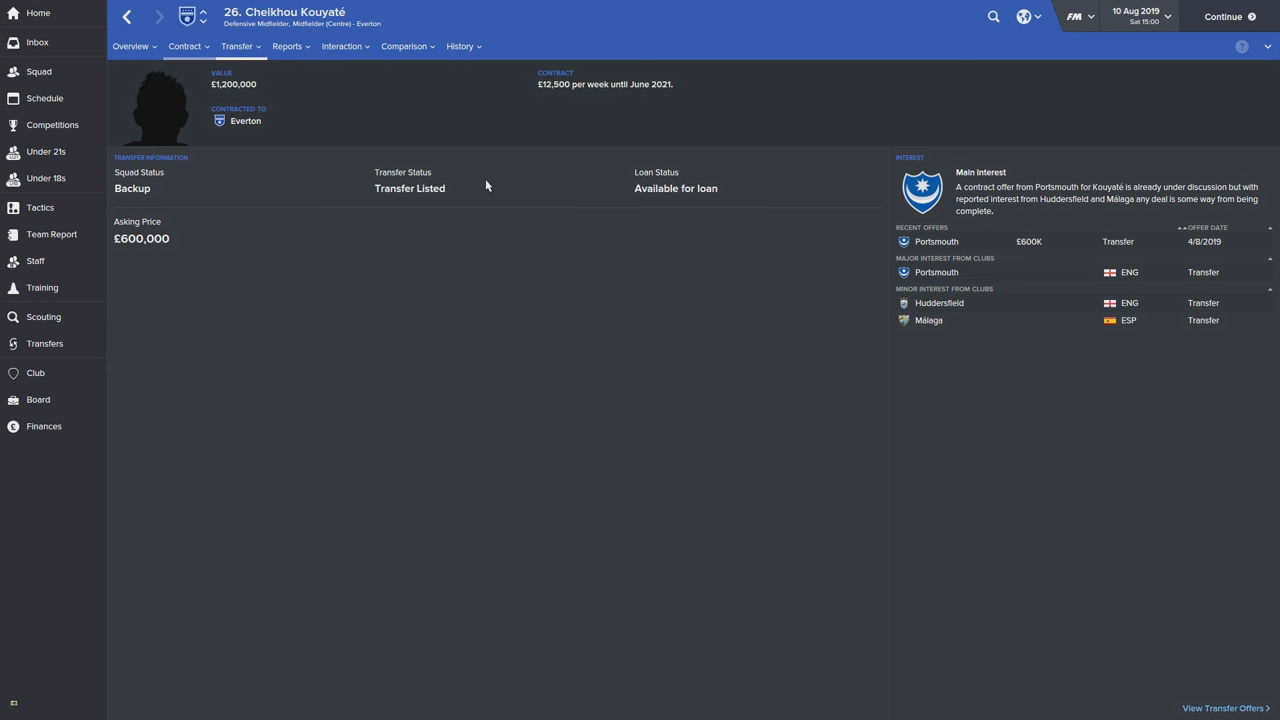 Home
26. Cheikhou Kouyaté
Defensive Midfielder, Midfielder (Centre) - Everton
FM
10 Aug 2019
Sat 15:00
Continue
Inbox
Squad
Schedule
Competitions
Under 21s
Under 18s
Tactics
Team Report
Staff
Training
Scouting
Transfers
Club
Board
Finances
Overview Contract Transfer Reports Interaction Comparison History
?
VALUE
£1,200,000
CONTRACTED TO
Everton
CONTRACT
£12,500 per week until June 2021.
TRANSFER INFORMATION
Squad Status
Backup
Transfer Status
Transfer Listed
Loan Status
Available for loan
Asking Price
£600,000
INTEREST
Main Interest
A contract offer from Portsmouth for Kouyaté is already under discussion but with
reported interest from Huddersfield and Málaga any deal is some way from being
complete.
RECENT OFFERS OFFER DATE
Portsmouth £600K Transfer 4/8/2019
MAJOR INTEREST FROM CLUBS
Portsmouth ENG Transfer
MINOR INTEREST FROM CLUBS
Huddersfield ENG Transfer
Málaga ESP Transfer
View Transfer Offers >